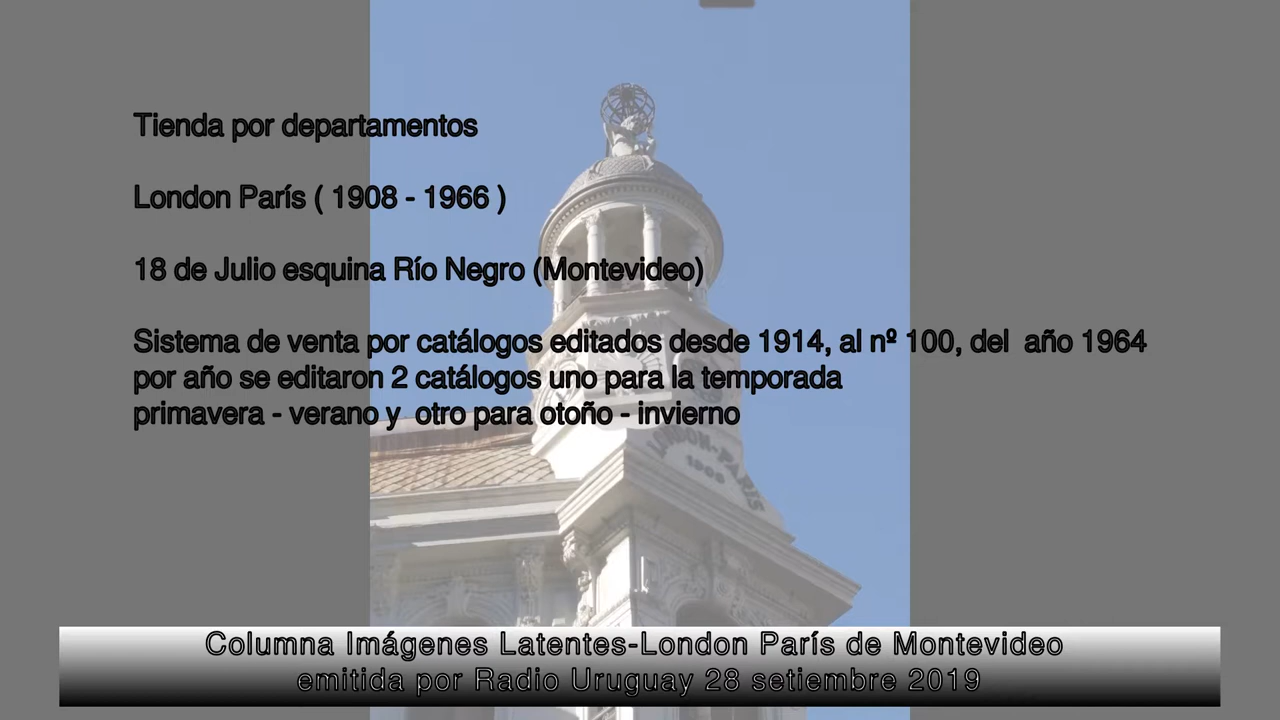 Tienda por departamentos
London París ( 1908 - 1966 )
18 de Julio esquina Río Negro (Montevideo)
Sistema de venta por catálogos editados desde 1914, al nº 100, del  año 1964
por año se editaron 2 catálogos uno para la temporada
primavera - verano y  otro para otoño - invierno
LONDON-PARIS
1908
Columna Imágenes Latentes-London París de Montevideo
emitida por Radio Uruguay 28 setiembre 2019